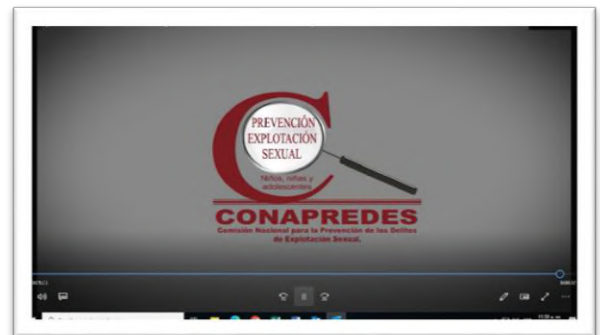 PREVENCIÓN
EXPLOTACIÓN
SEXUAL
Niños, niñas y
adolescentes
CONAPREDES
Comisión Nacional para la Prevención de los Delitos
de Explotación Sexual.